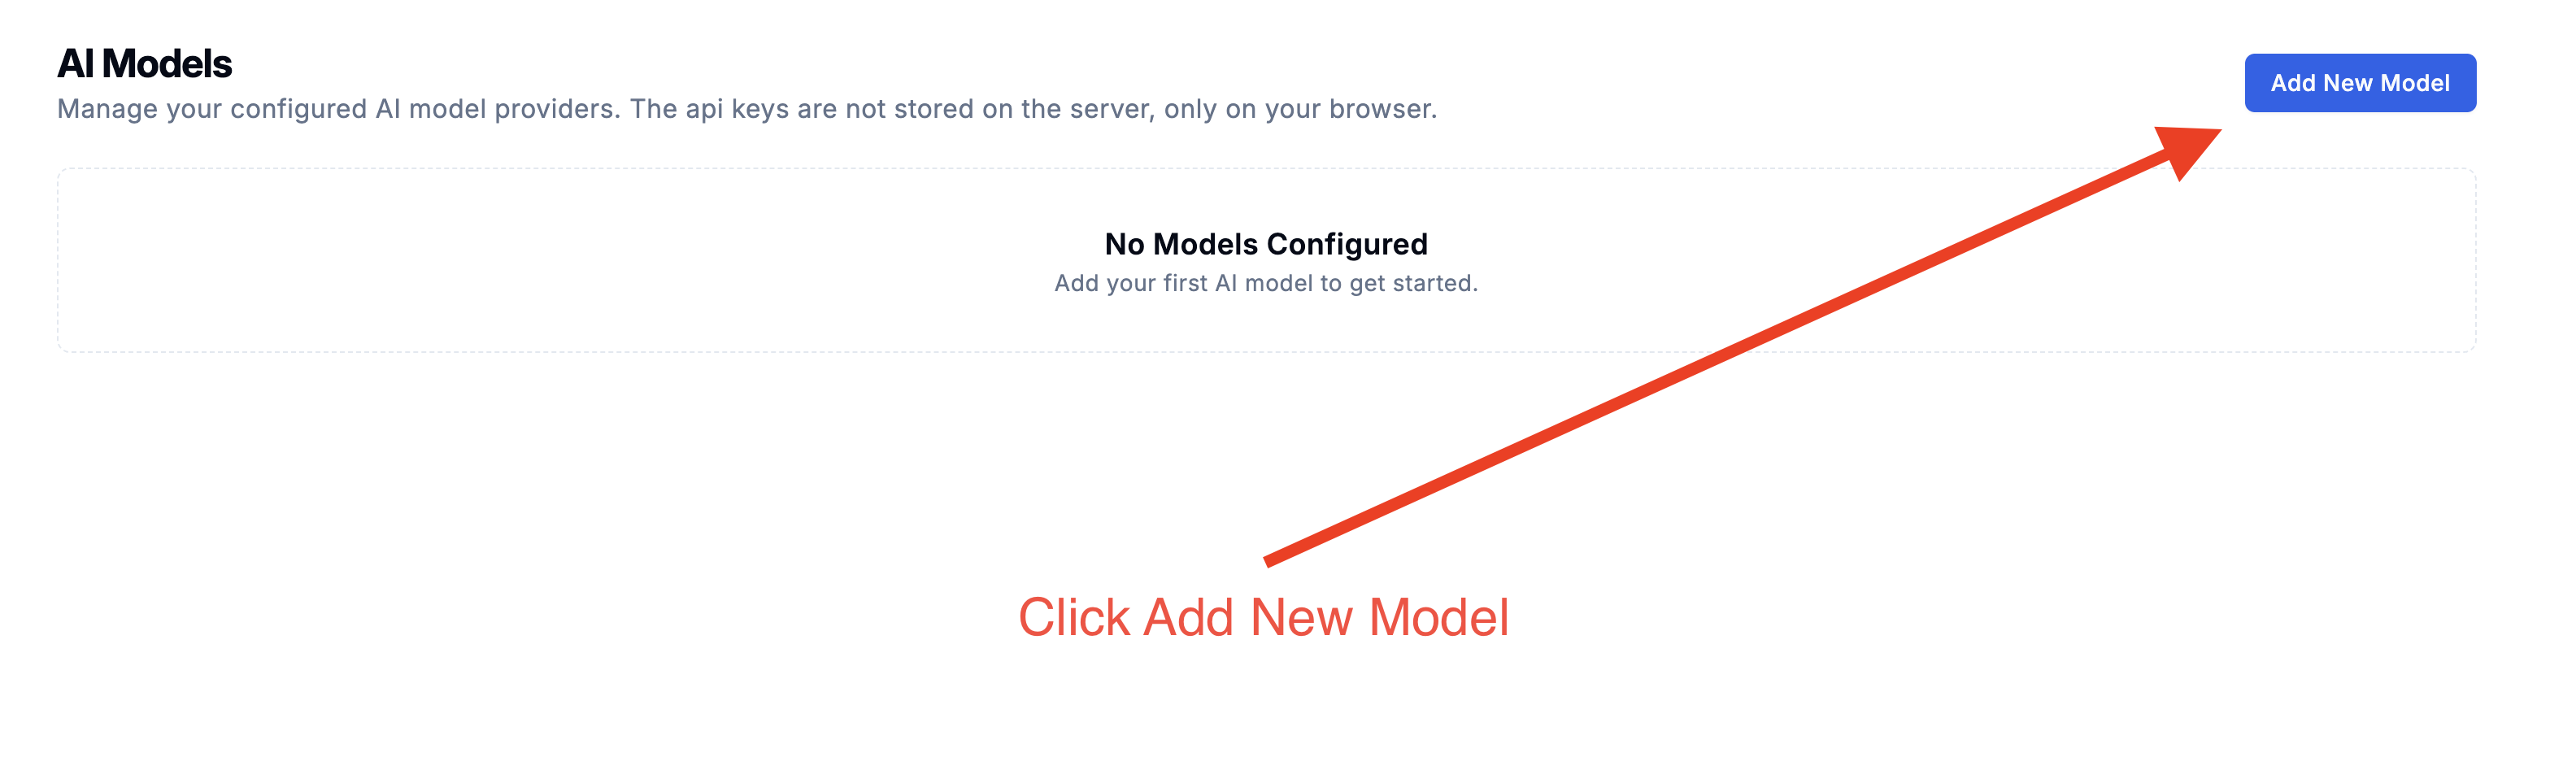 AI Models
Add New Model
Manage your configured AI model providers. The api keys are not stored on the server, only on your browser.
No Models Configured
Add your first AI model to get started.
Click Add New Model